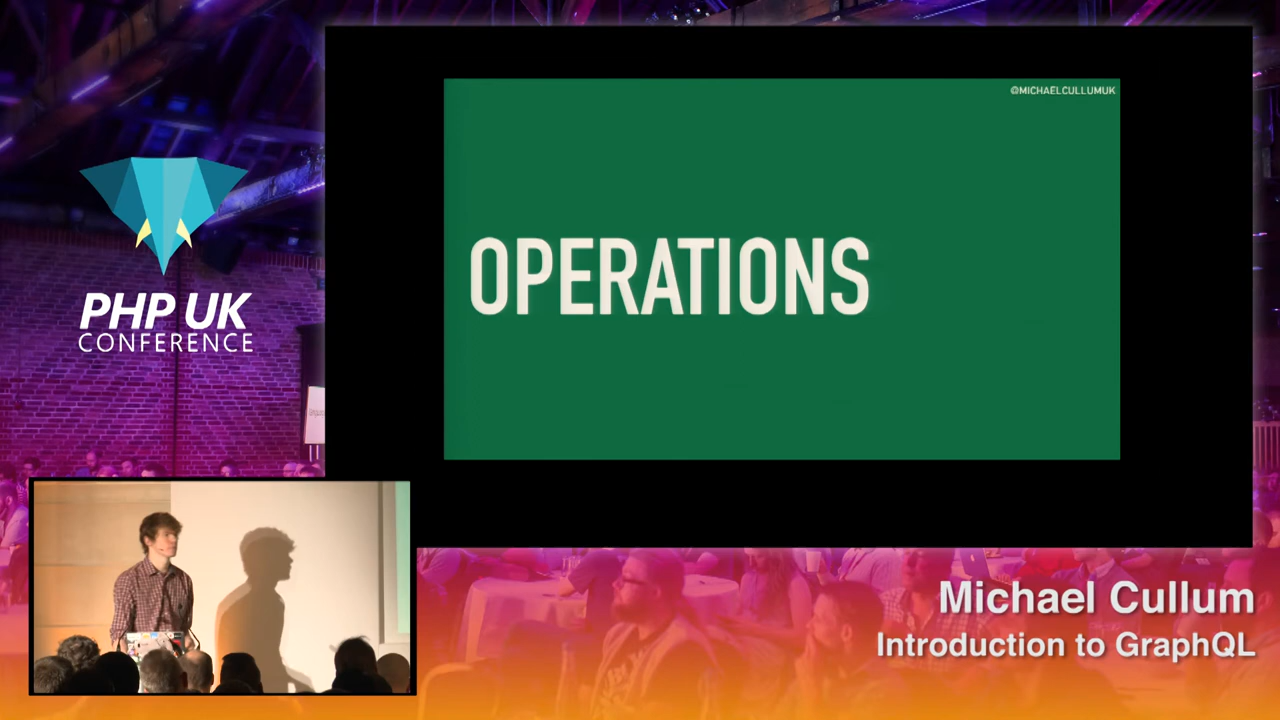 @MICHAELCULLUMUK
OPERATIONS
PHP UK
CONFERENCE
Michael Cullum
Introduction to GraphQL